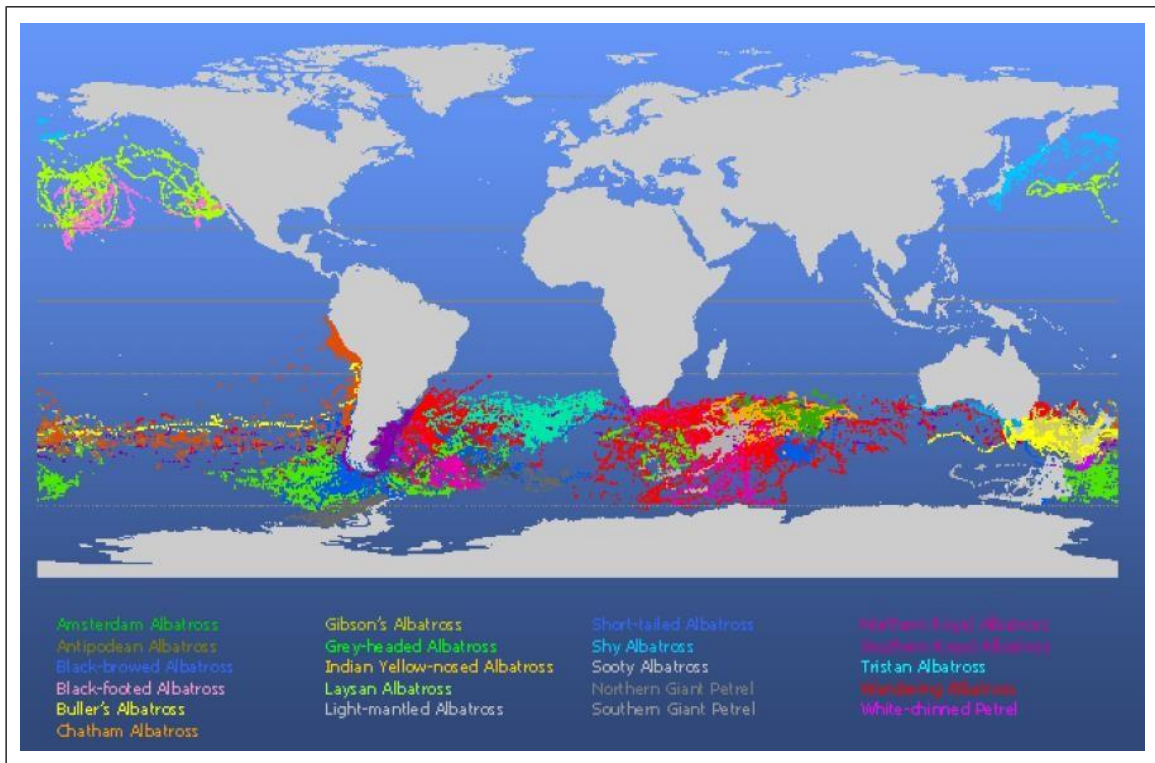 Amsterdam Albatross
Antipodean Albatross
Black-browed Albatross
Black-footed Albatross
Buller's Albatross
Chatham Albatross
Gibson's Albatross
Grey-headed Albatross
Indian Yellow-nosed Albatross
Laysan Albatross
Light-mantled Albatross
Short-tailed Albatross
Shy Albatross
Sooty Albatross
Northern Giant Petrel
Southern Giant Petrel
Northern Royal Albatross
Southern Royal Albatross
Tristan Albatross
Wandering Albatross
White-chinned Petrel